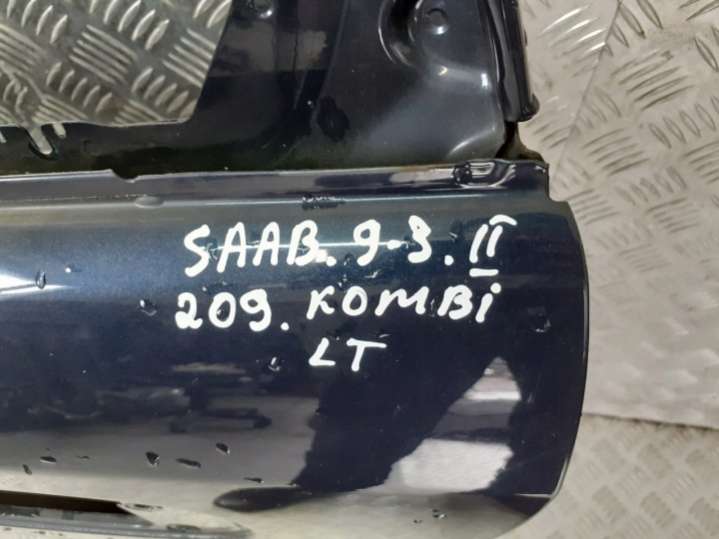 SAAB. 9-3. II
209. KOMBi
LT